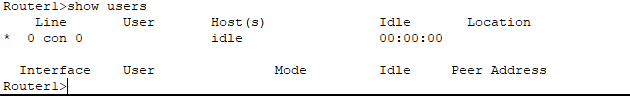 Router1>show users
Line User Host(s) Idle Location
* 0 con 0 idle 00:00:00
Interface User Mode Idle Peer Address
Router1>